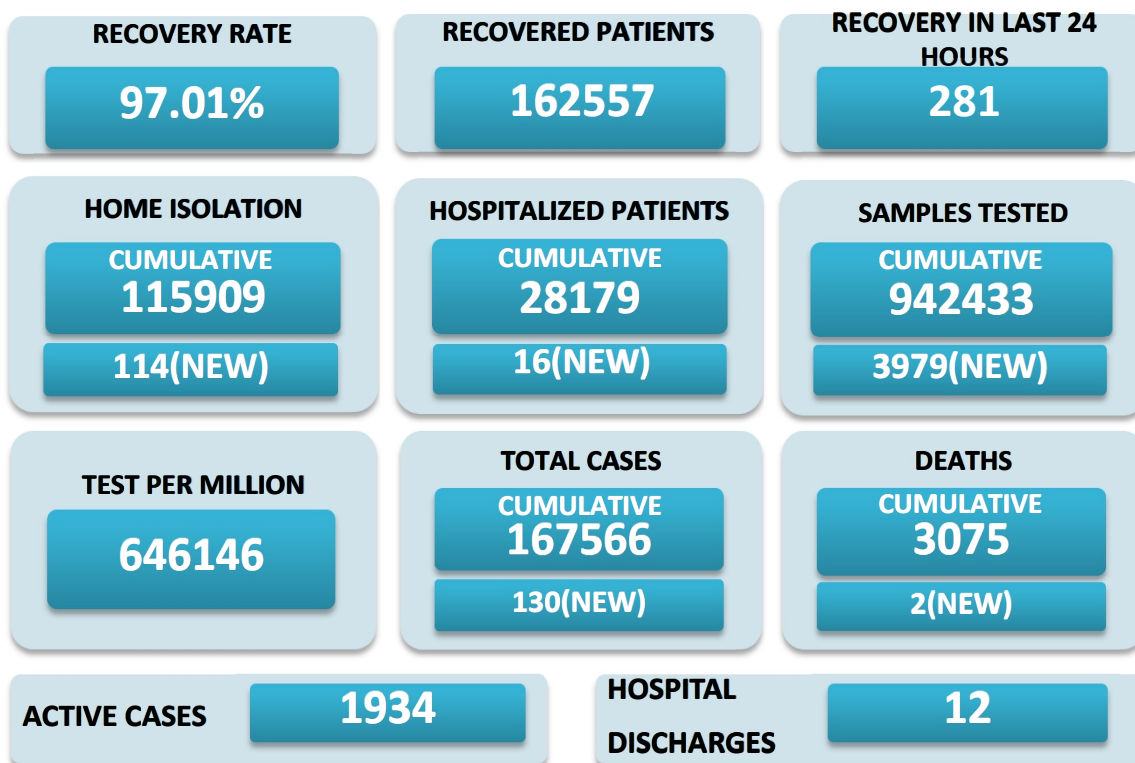 RECOVERY RATE
97.01%
RECOVERED PATIENTS
162557
RECOVERY IN LAST 24
HOURS
281
HOME ISOLATION
CUMULATIVE
115909
114(NEW)
HOSPITALIZED PATIENTS
CUMULATIVE
28179
16(NEW)
SAMPLES TESTED
CUMULATIVE
942433
3979(NEW)
TEST PER MILLION
646146
TOTAL CASES
CUMULATIVE
167566
130(NEW)
DEATHS
CUMULATIVE
3075
2(NEW)
ACTIVE CASES
1934
HOSPITAL
DISCHARGES
12